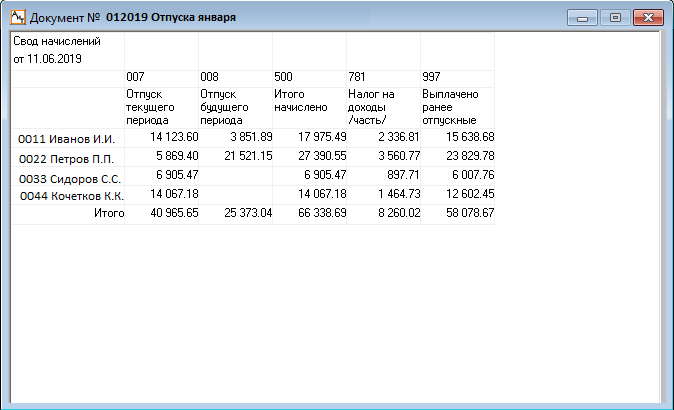 Документ № 012019 Отпуска января
Свод начислений
от 11.06.2019
007 008 500 781 997
Отпуск Отпуск Итого Налог на Выплачено
текущего будущего начислено доходы ранее
периода периода /часть/ отпускные
0011 Иванов И.И. 14 123.60 3 851.89 17 975.49 2 336.81 15 638.68
0022 Петров П.П. 5 869.40 21 521.15 27 390.55 3 560.77 23 829.78
0033 Сидоров С.С. 6 905.47 6 905.47 897.71 6 007.76
0044 Кочетков К.К. 14 067.18 14 067.18 1 464.73 12 602.45
Итого 40 965.65 25 373.04 66 338.69 8 260.02 58 078.67